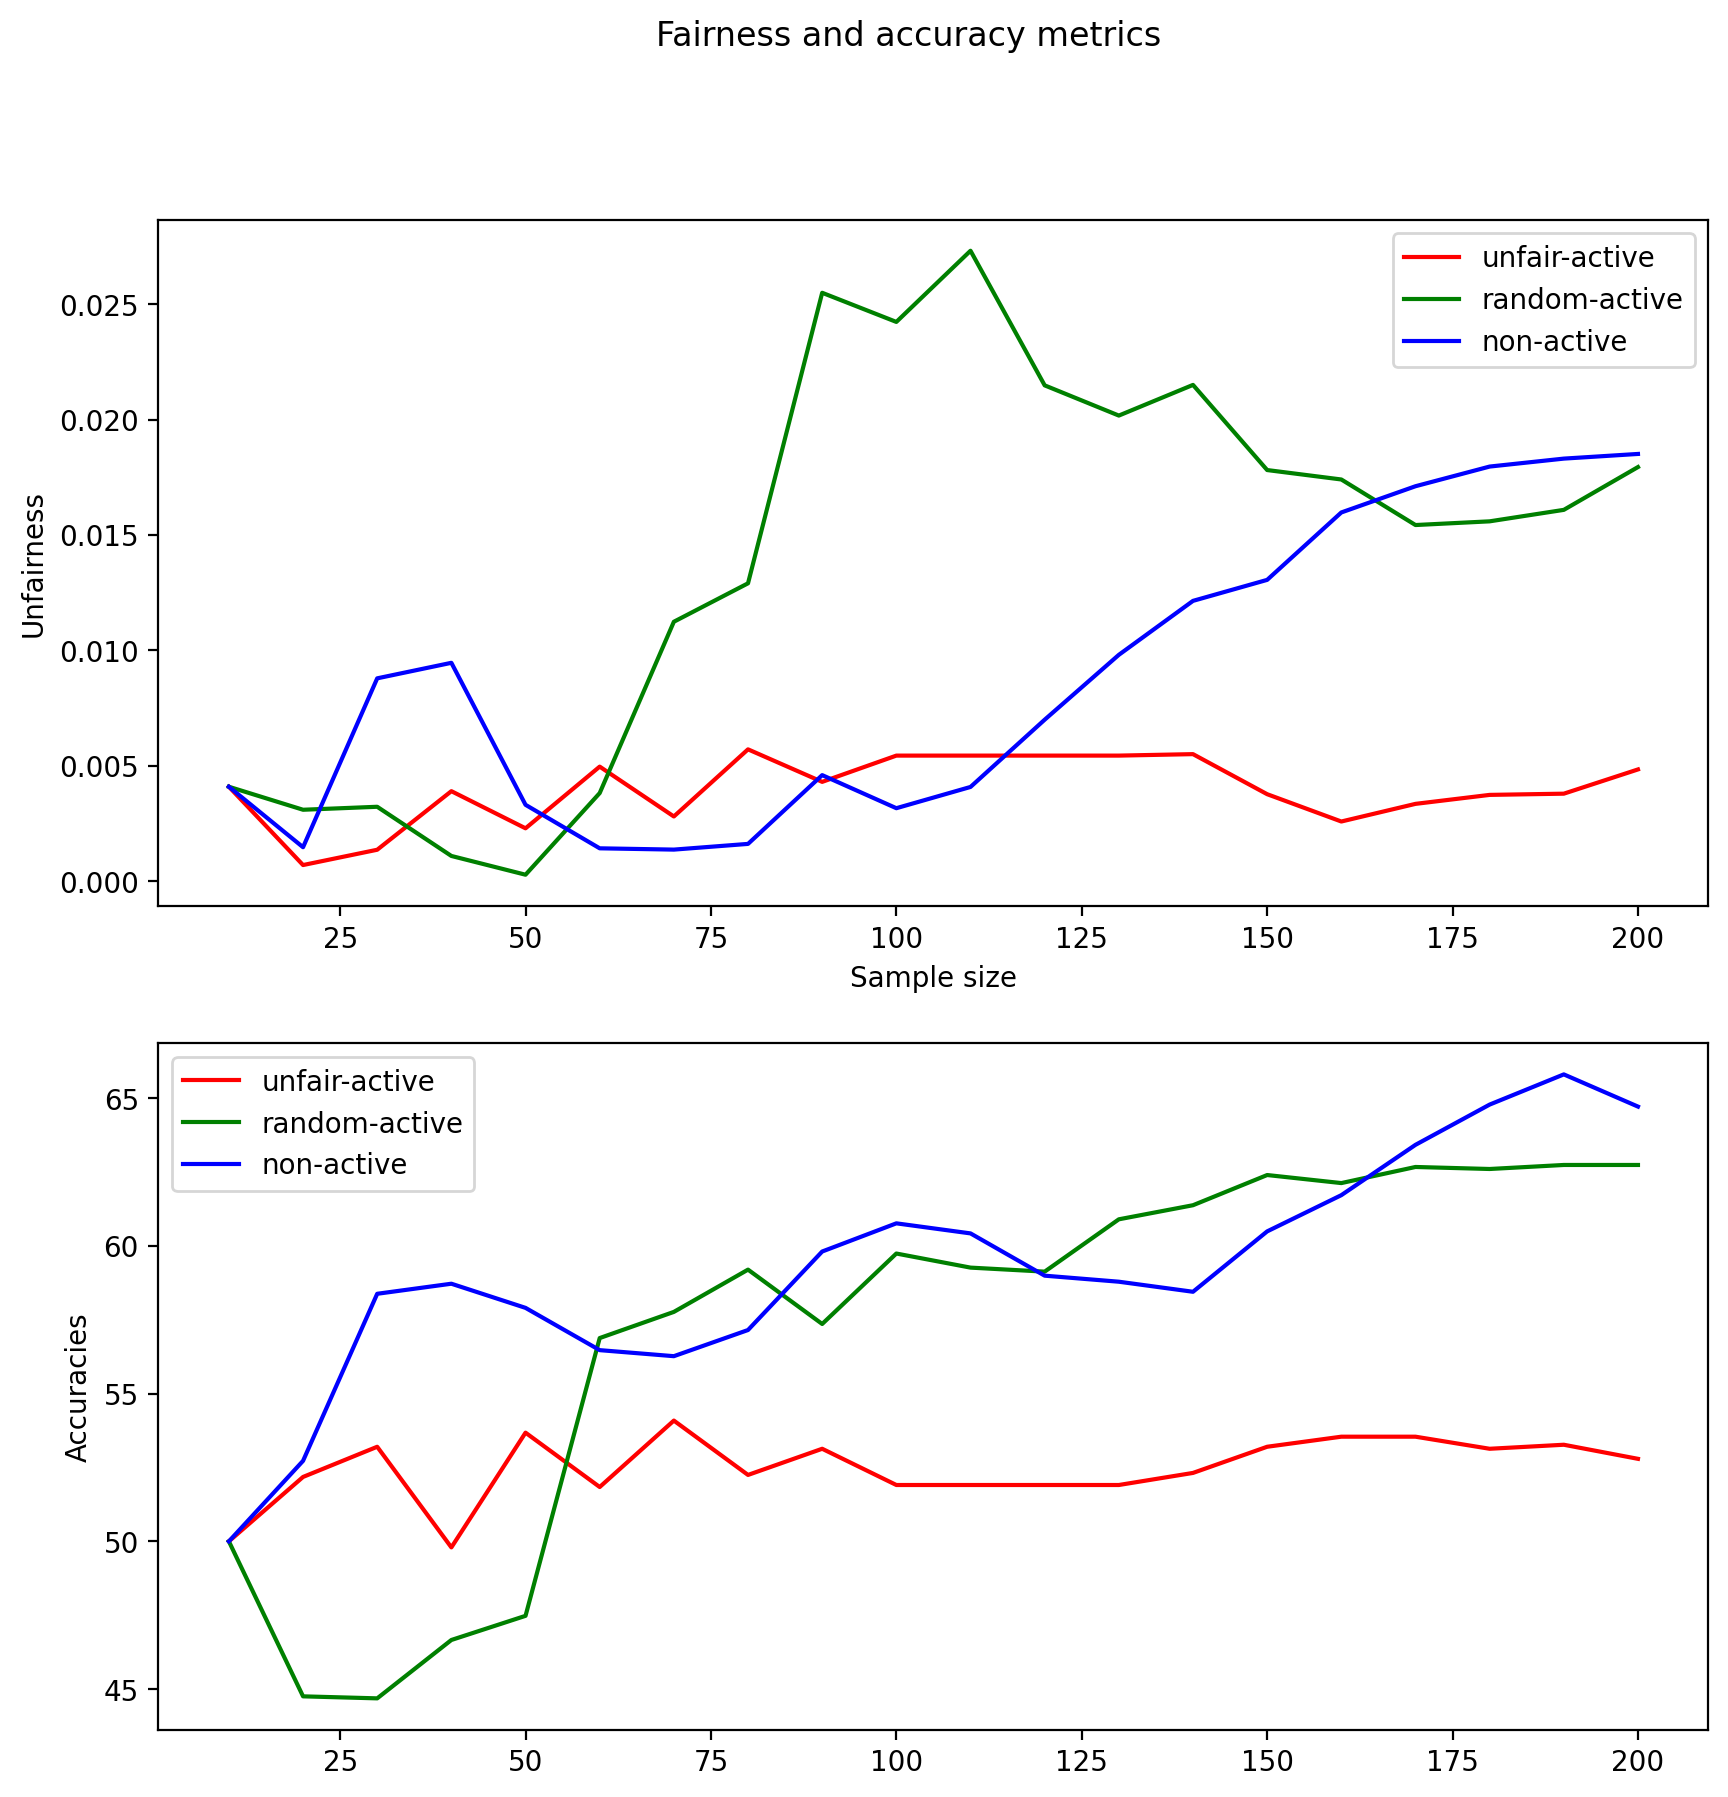 Fairness and accuracy metrics
unfair-active
random-active
non-active
0.025
0.020
0.015
0.010
0.005
0.000
Unfairness
25 50 75 100 125 150 175 200
Sample size
unfair-active
random-active
non-active
65
60
55
50
45
Accuracies
25 50 75 100 125 150 175 200